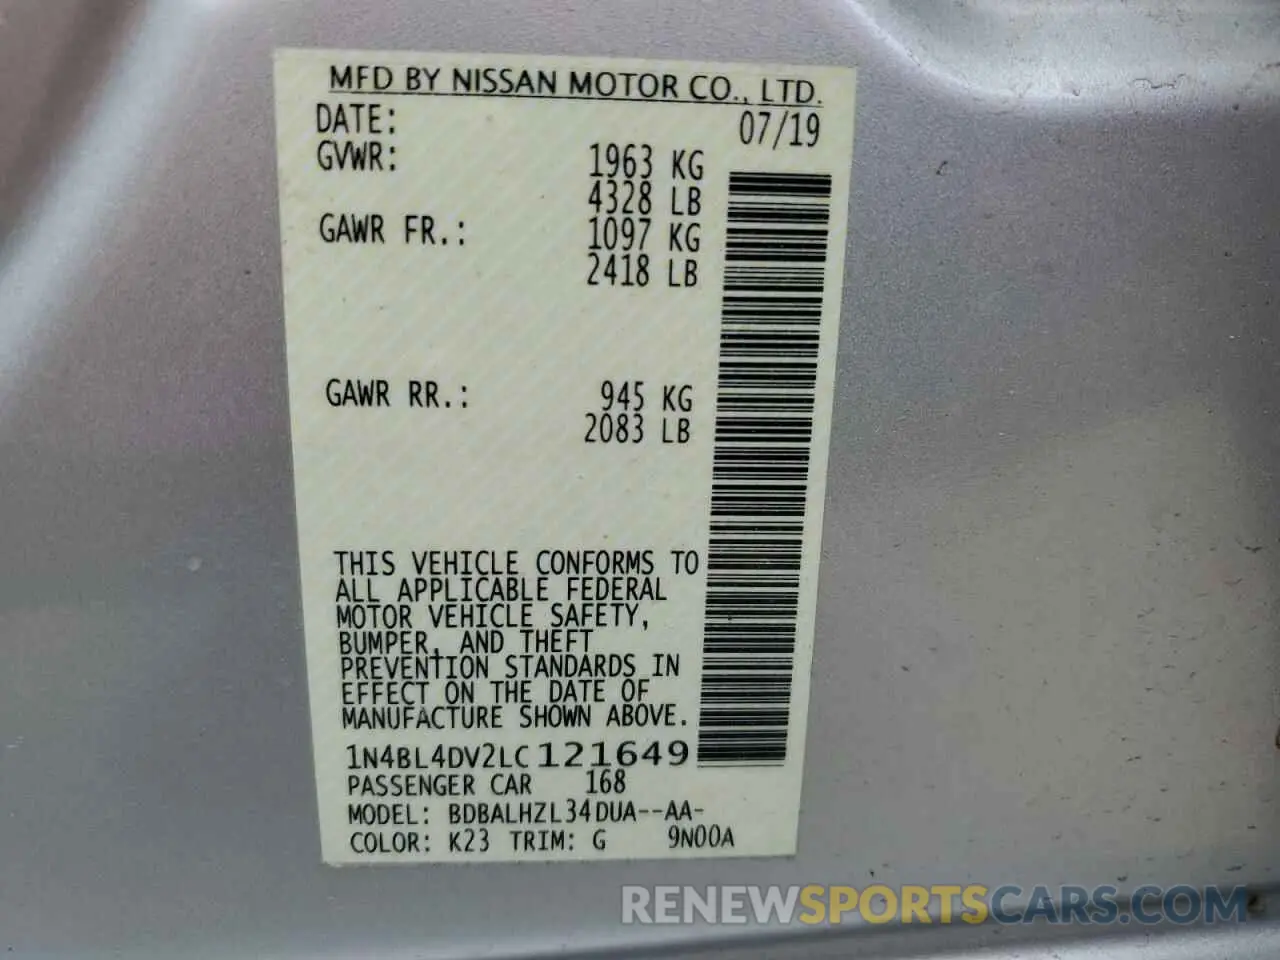 MFD BY NISSAN MOTOR CO., LTD.
DATE: 07/19
GVWR: 1963 KG
4328 LB
GAWR FR.: 1097 KG
2418 LB
GAWR RR.: 945 KG
2083 LB
THIS VEHICLE CONFORMS TO
ALL APPLICABLE FEDERAL
MOTOR VEHICLE SAFETY,
BUMPER, AND THEFT
PREVENTION STANDARDS IN
EFFECT ON THE DATE OF
MANUFACTURE SHOWN ABOVE.
1N4BL4DV2LC121649
PASSENGER CAR 168
MODEL: BDBALHZL34DUA--AA-
COLOR: K23 TRIM: G 9N00A
RENEWSPORTSCARS.COM